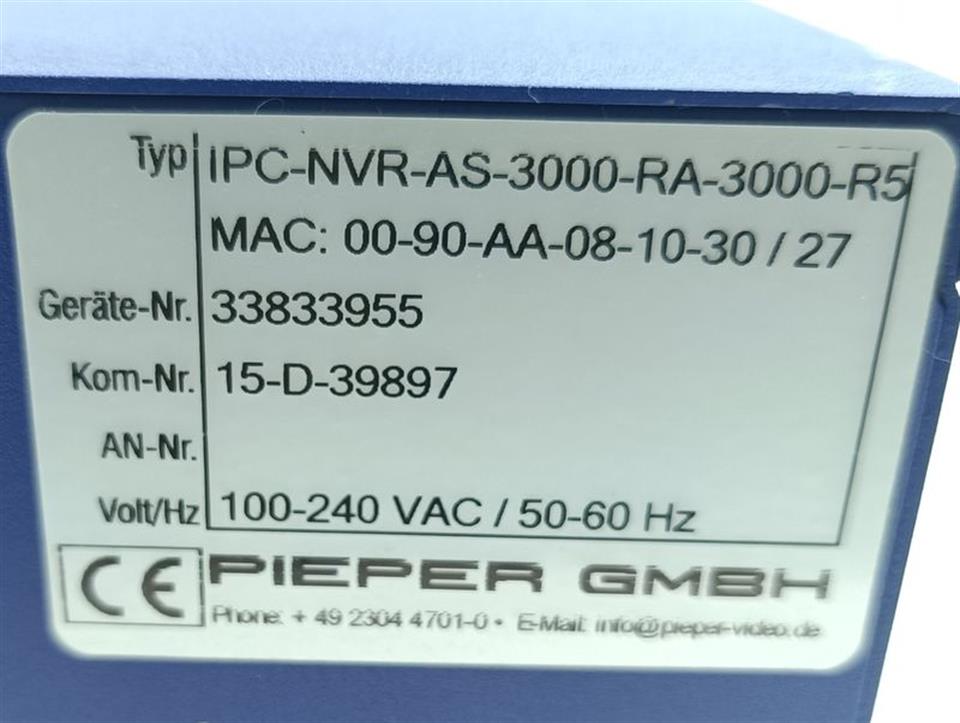 Typ IPC-NVR-AS-3000-RA-3000-R5
MAC: 00-90-AA-08-10-30 / 27
Geräte-Nr. 33833955
Kom-Nr. 15-D-39897
AN-Nr.
Volt/Hz 100-240 VAC / 50-60 Hz
CE PIEPER GMBH
Phone: + 49 2304 4701-0 • E-Mail: info@pieper-video.de